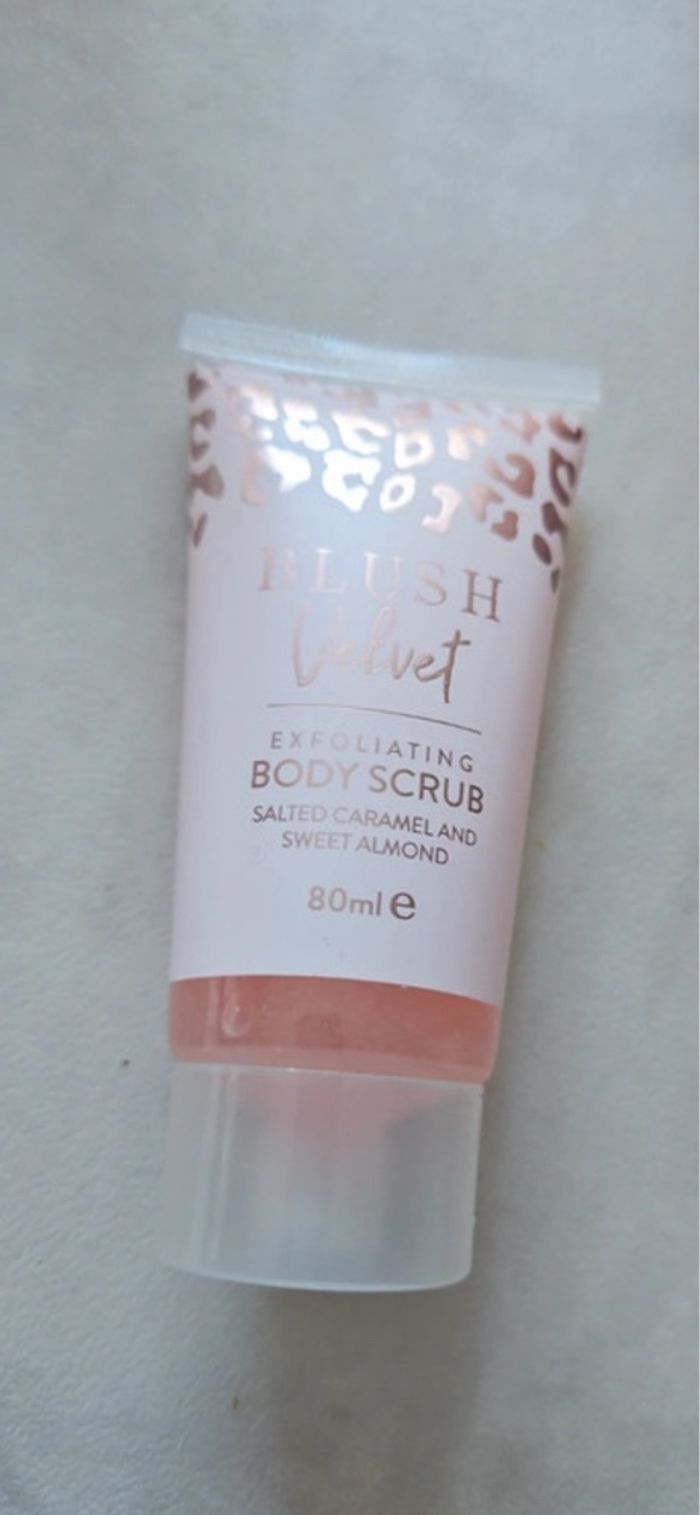 BLUSH
Velvet
EXFOLIATING
BODY SCRUB
SALTED CARAMEL AND
SWEET ALMOND
80ml e